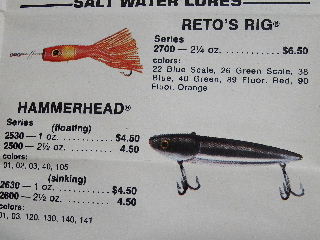 SALT WATER LURES
RETO'S RIG®
Series
2700 — 2¼ oz. .............. $6.50
colors:
22 Blue Scale, 26 Green Scale, 38
Blue, 40 Green, 89 Fluor. Red, 90
Fluor. Orange
HAMMERHEAD®
Series (floating)
2530 — 1 oz. ............... $4.50
2500 — 2½ oz. ............ 4.50
colors:
01, 02, 03, 40, 105
(sinking)
2630 — 1 oz. ............... $4.50
2600 — 2½ oz. ............ 4.50
colors:
01, 03, 120, 130, 140, 141